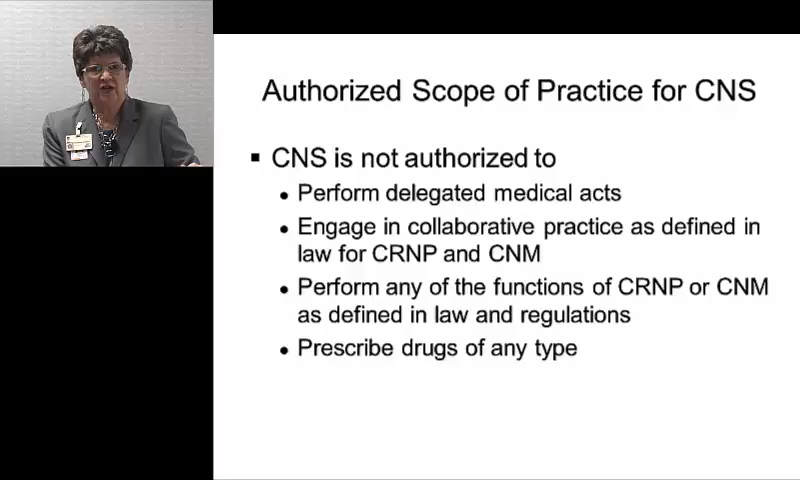 Authorized Scope of Practice for CNS
▪ CNS is not authorized to
• Perform delegated medical acts
• Engage in collaborative practice as defined in
law for CRNP and CNM
• Perform any of the functions of CRNP or CNM
as defined in law and regulations
• Prescribe drugs of any type